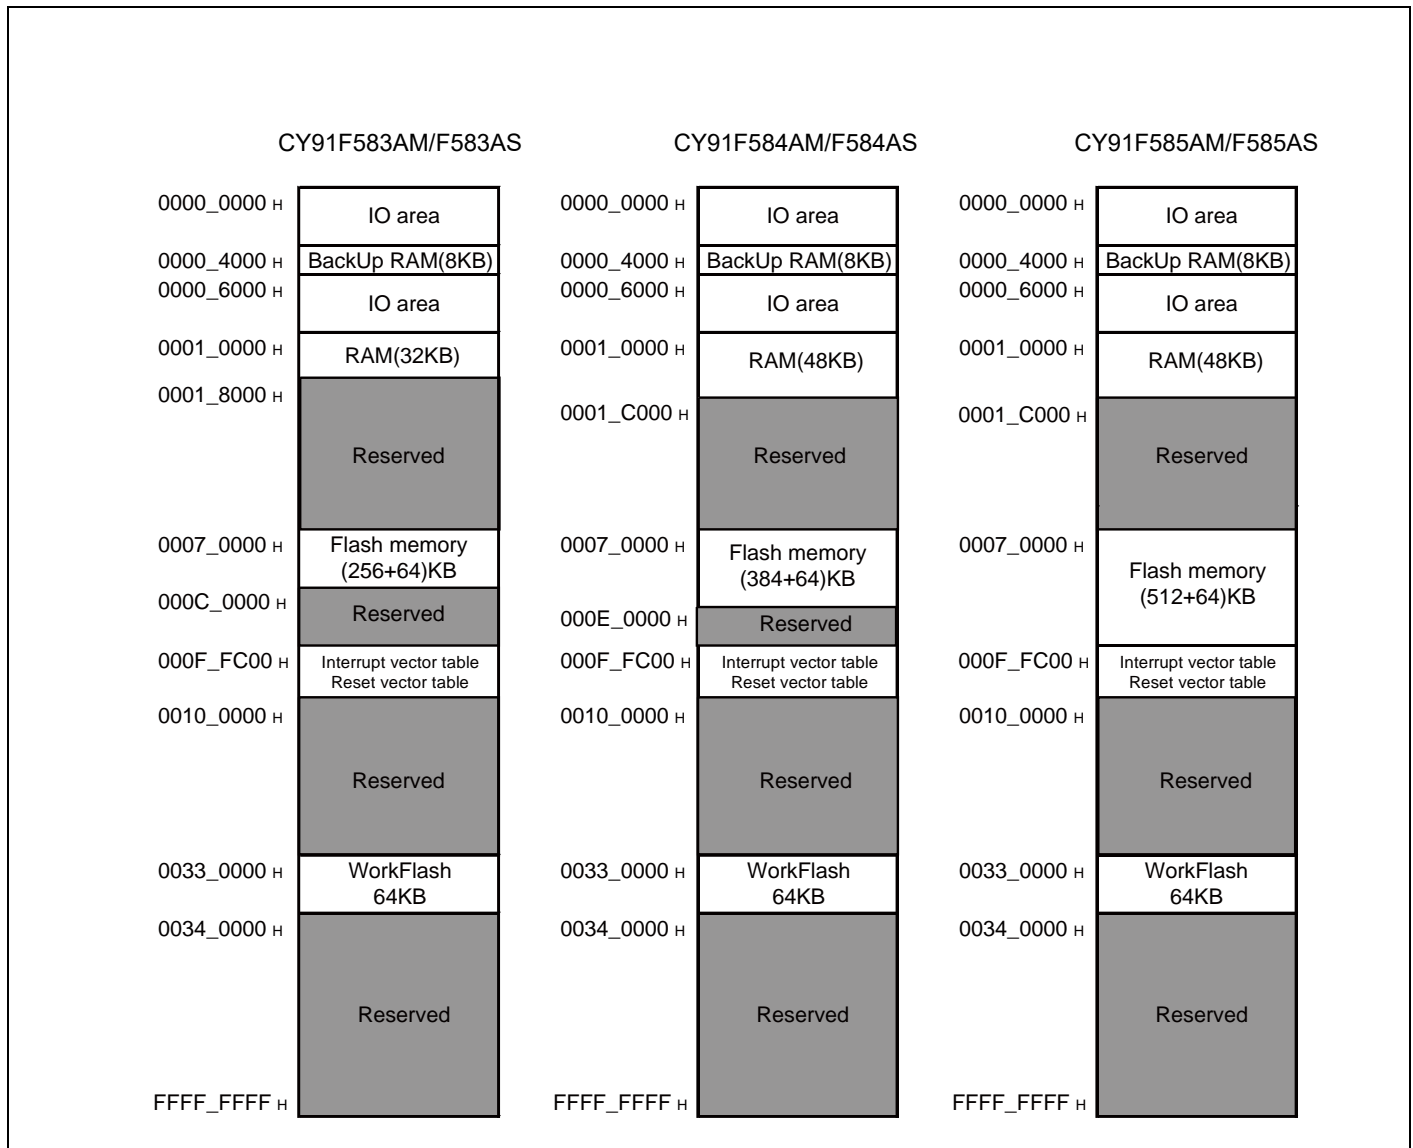 CY91F583AM/F583AS
0000_0000 H
IO area
0000_4000 H
BackUp RAM(8KB)
0000_6000 H
IO area
0001_0000 H
RAM(32KB)
0001_8000 H
Reserved
0007_0000 H
Flash memory
(256+64)KB
000C_0000 H
Reserved
000F_FC00 H
Interrupt vector table
Reset vector table
0010_0000 H
Reserved
0033_0000 H
WorkFlash
64KB
0034_0000 H
Reserved
FFFF_FFFF H
CY91F584AM/F584AS
0000_0000 H
IO area
0000_4000 H
BackUp RAM(8KB)
0000_6000 H
IO area
0001_0000 H
RAM(48KB)
0001_C000 H
Reserved
0007_0000 H
Flash memory
(384+64)KB
000E_0000 H
Reserved
000F_FC00 H
Interrupt vector table
Reset vector table
0010_0000 H
Reserved
0033_0000 H
WorkFlash
64KB
0034_0000 H
Reserved
FFFF_FFFF H
CY91F585AM/F585AS
0000_0000 H
IO area
0000_4000 H
BackUp RAM(8KB)
0000_6000 H
IO area
0001_0000 H
RAM(48KB)
0001_C000 H
Reserved
0007_0000 H
Flash memory
(512+64)KB
000F_FC00 H
Interrupt vector table
Reset vector table
0010_0000 H
Reserved
0033_0000 H
WorkFlash
64KB
0034_0000 H
Reserved
FFFF_FFFF H